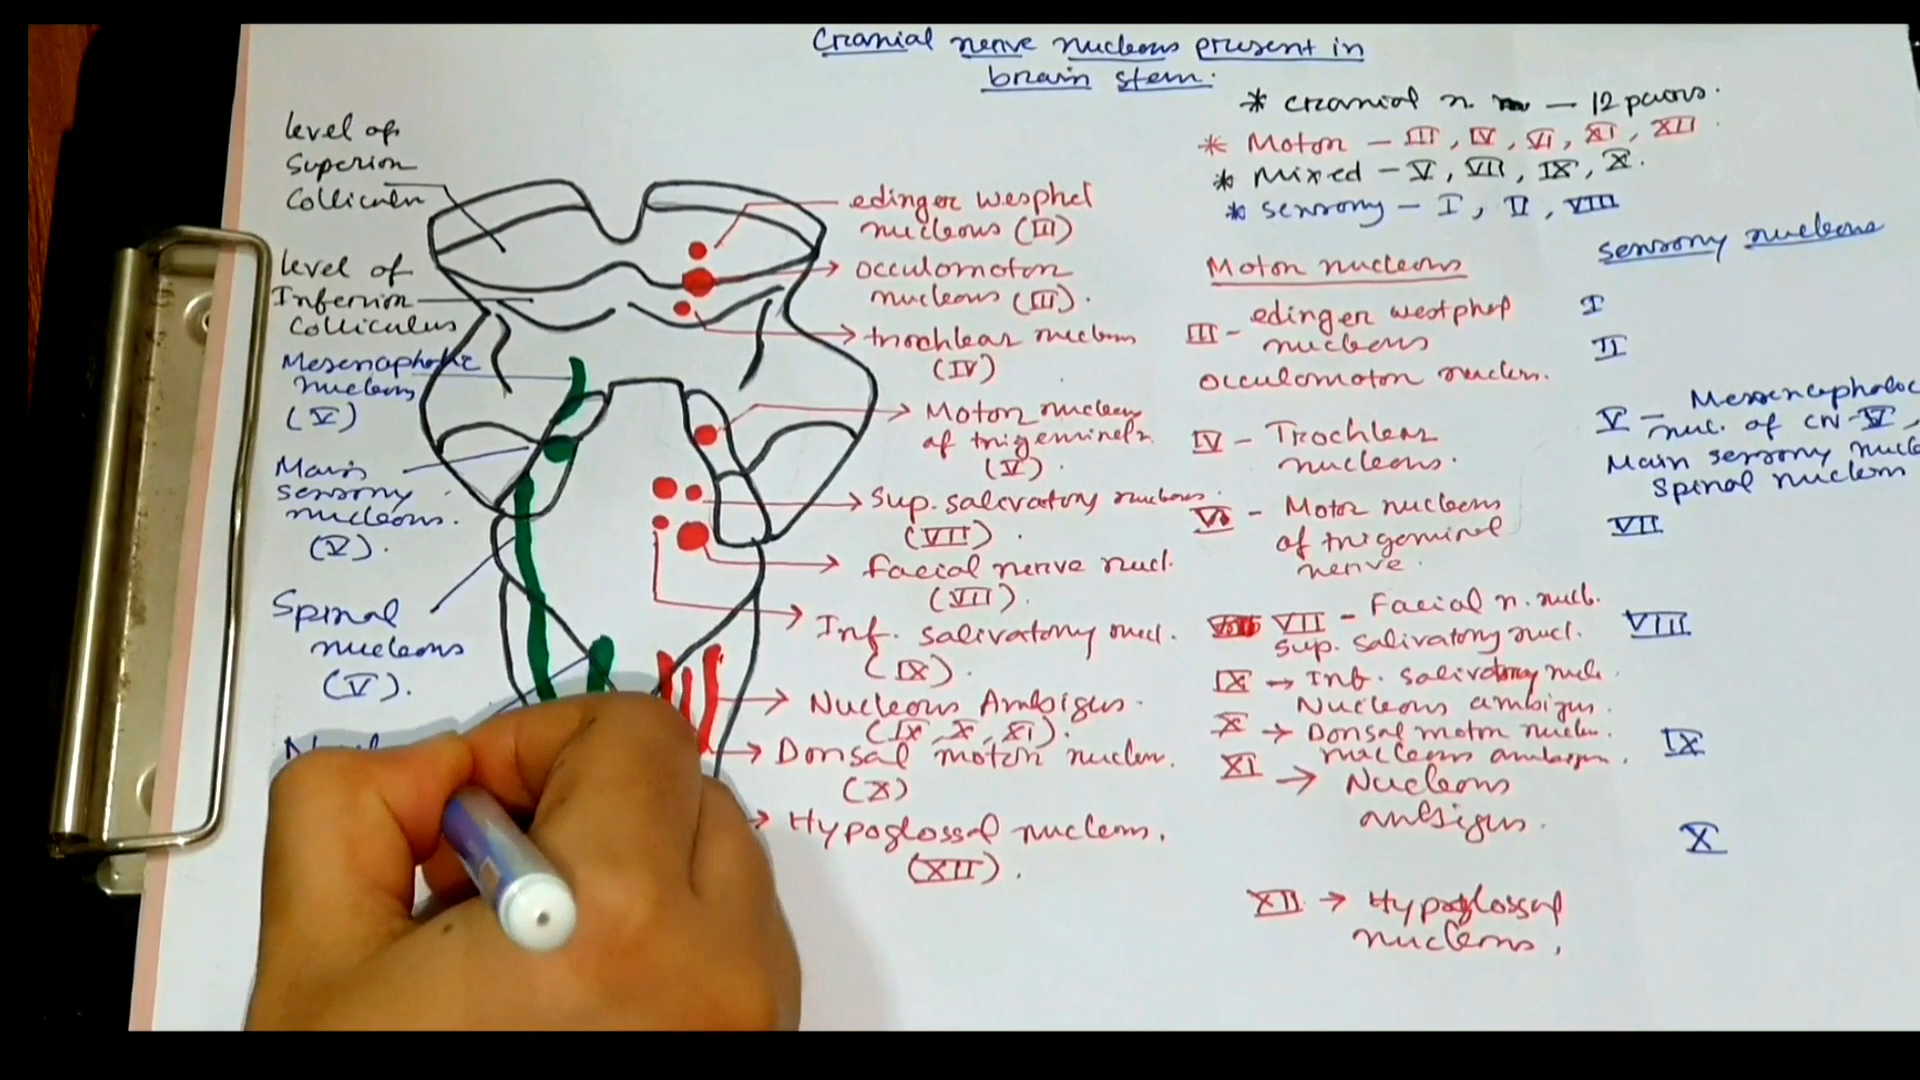 Cranial nerve nucleus present in
brain stem.
* cranial n. — 12 pairs.
* Motor — III, IV, VI, XI, XII.
* Mixed — V, VII, IX, X.
* sensory — I, II, VIII
level of
superior
Colliculus
level of
Inferior
Colliculus
Mesenaphalic
nucleus
(V)
Main
sensory
nucleus.
(V).
Spinal
nucleus
(V).
edinger wesphel
nucleus (III)
occulomotor
nucleus (III).
trochlear nucleus
(IV)
Motor nucleus
of trigeminal n.
(V).
Sup. salivatory nucleus.
(VII).
facial nerve nucl.
(VII).
Inf. salivatory nucl.
(IX).
Nucleus Ambigus.
(IX, X, XI).
Dorsal motor nucleus.
(X)
Hypoglossal nucleus.
(XII).
Motor nucleus
III — edinger westphel
nucleus
occulomotor nucleus.
IV — Trochlear
nucleus.
V — Motor nucleus
of trigeminal
nerve.
VII — Facial n. nucl.
sup. salivatory nucl.
IX → Inf. salivatory nucl.
Nucleus ambigus.
X → Dorsal motor nucleus.
nucleus ambigus.
XI → Nucleus
ambigus.
XII → Hypoglossal
nucleus.
sensory nucleus
I
II
V — Mesencephalic
nuc. of CN-V,
Main sensory nucle
Spinal nucleus
VII
VIII
IX
X